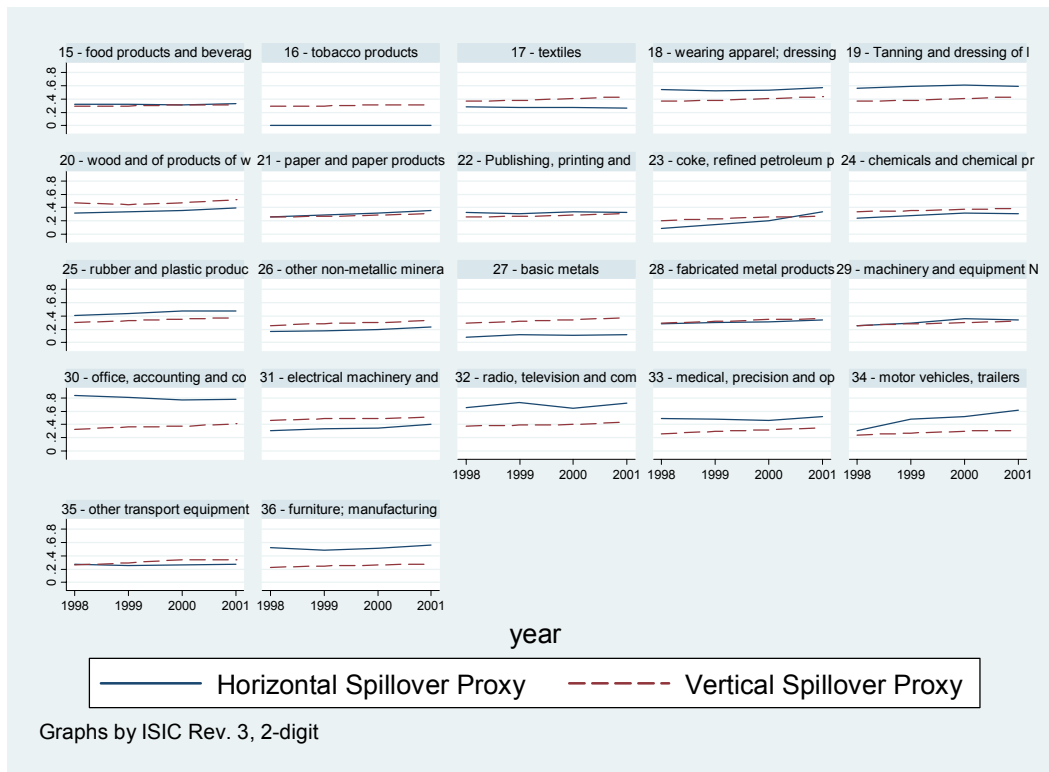 15 - food products and beverag 16 - tobacco products 17 - textiles 18 - wearing apparel; dressing 19 - Tanning and dressing of l
0 .2 .4 .6 .8
20 - wood and of products of w 21 - paper and paper products 22 - Publishing, printing and 23 - coke, refined petroleum p 24 - chemicals and chemical pr
0 .2 .4 .6 .8
25 - rubber and plastic produc 26 - other non-metallic minera 27 - basic metals 28 - fabricated metal products 29 - machinery and equipment N
0 .2 .4 .6 .8
30 - office, accounting and co 31 - electrical machinery and 32 - radio, television and com 33 - medical, precision and op 34 - motor vehicles, trailers
0 .2 .4 .6 .8
1998 1999 2000 2001 1998 1999 2000 2001 1998 1999 2000 2001
35 - other transport equipment 36 - furniture; manufacturing
0 .2 .4 .6 .8
1998 1999 2000 2001 1998 1999 2000 2001
year
Horizontal Spillover Proxy Vertical Spillover Proxy
Graphs by ISIC Rev. 3, 2-digit